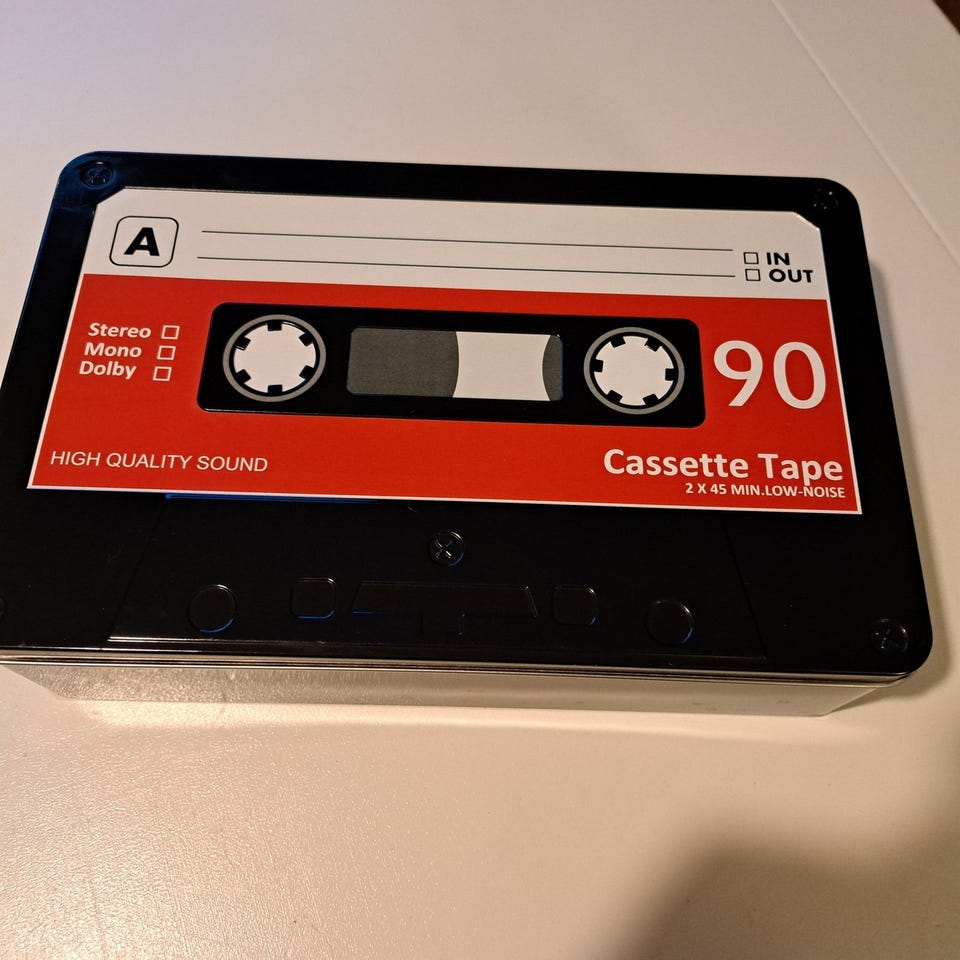 A
IN
OUT
Stereo
Mono
Dolby
90
HIGH QUALITY SOUND
Cassette Tape
2 X 45 MIN.LOW-NOISE